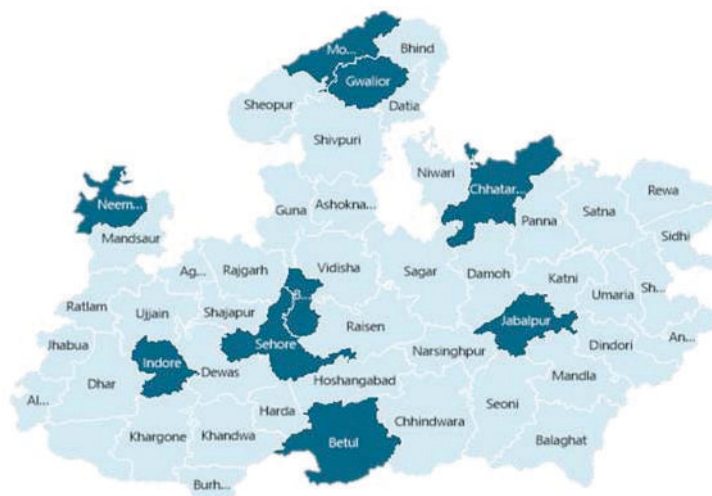 Mo...
Bhind
Gwalior
Sheopur
Datia
Shivpuri
Niwari
Chhatar...
Rewa
Neem...
Guna
Ashokna...
Panna
Satna
Sidhi
Mandsaur
Ag...
Rajgarh
Vidisha
Sagar
Damoh
Katni
Sh...
Umaria
B...
Ratlam
Ujjain
Shajapur
Raisen
Jabalpur
An...
Jhabua
Indore
Sehore
Narsinghpur
Dindori
Dewas
Hoshangabad
Mandla
Al...
Dhar
Harda
Chhindwara
Seoni
Khargone
Khandwa
Betul
Balaghat
Burh...